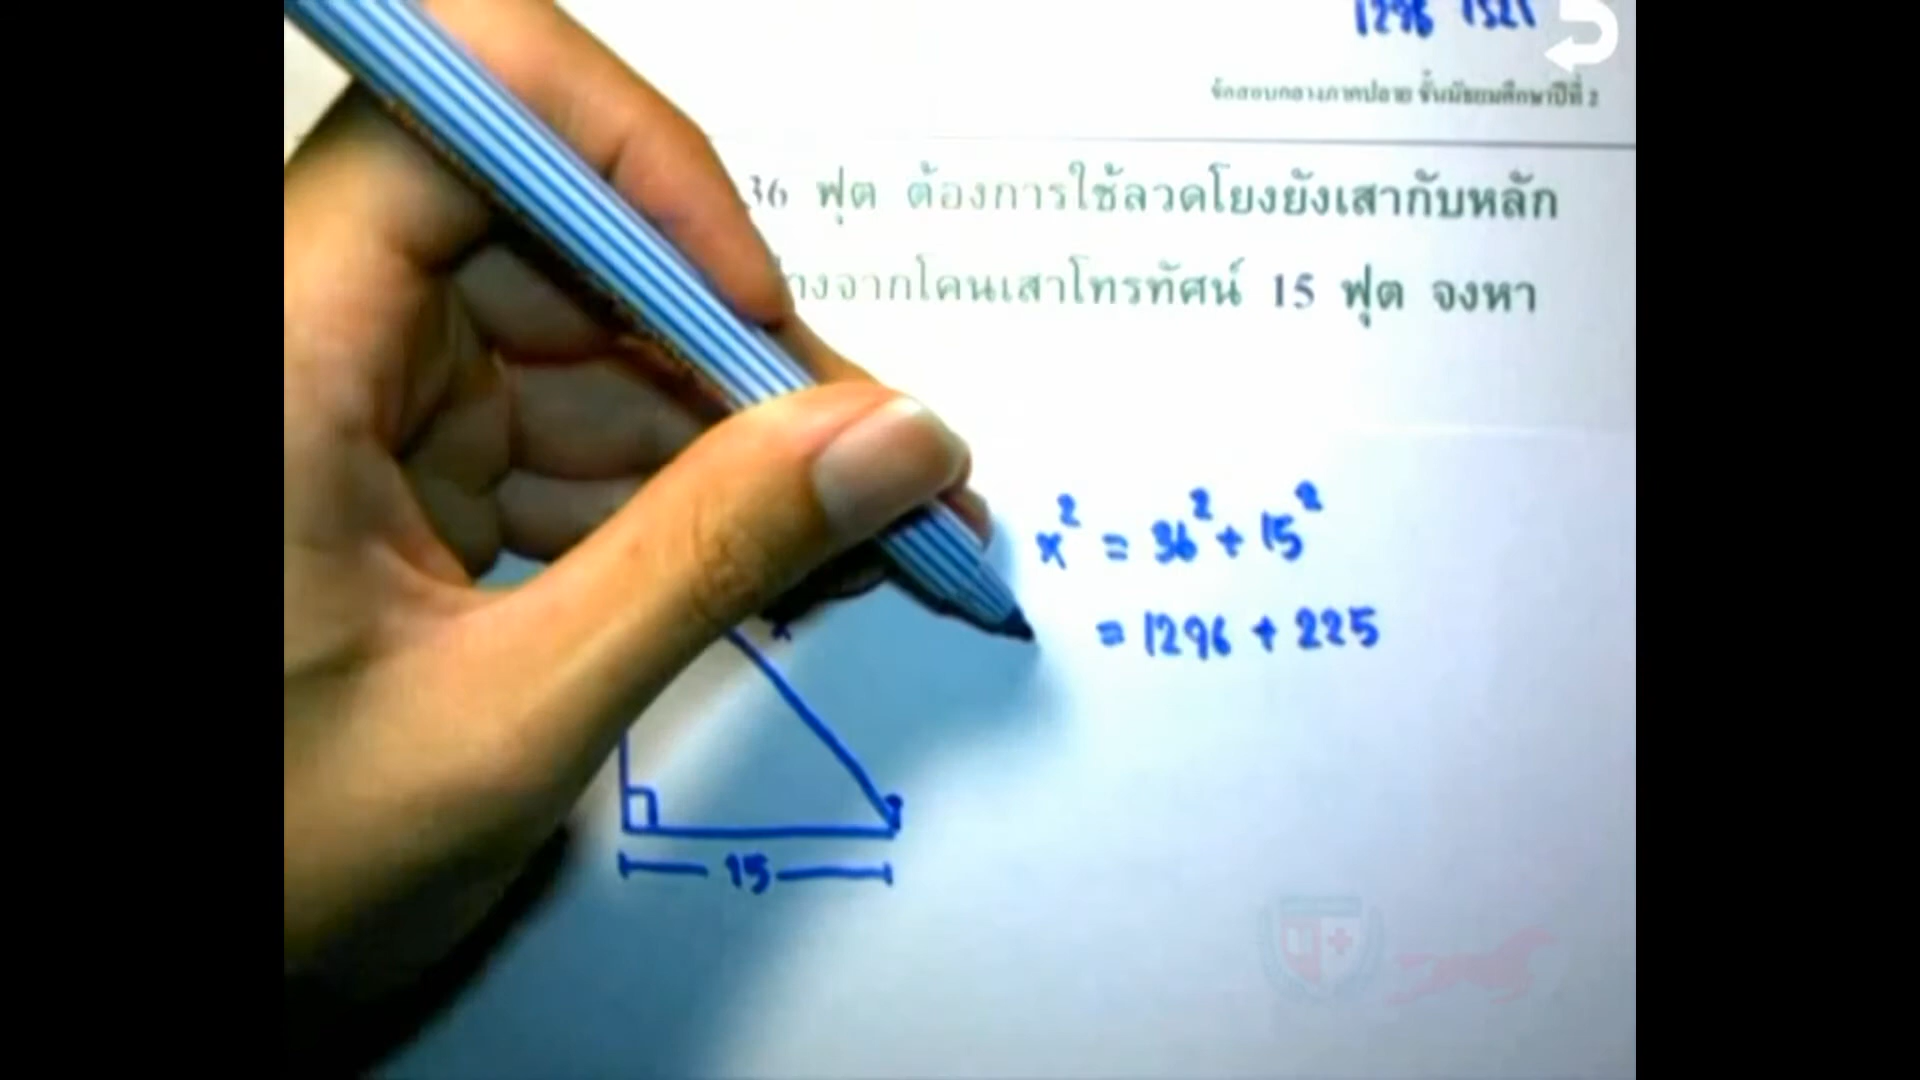 1296 1521
ข้อสอบกลางภาคปลาย ชั้นมัธยมศึกษาปีที่ 2
36 ฟุต ต้องการใช้ลวดโยงยังเสากับหลัก
างจากโคนเสาโทรทัศน์ 15 ฟุต จงหา
x² = 36² + 15²
= 1296 + 225
x
15